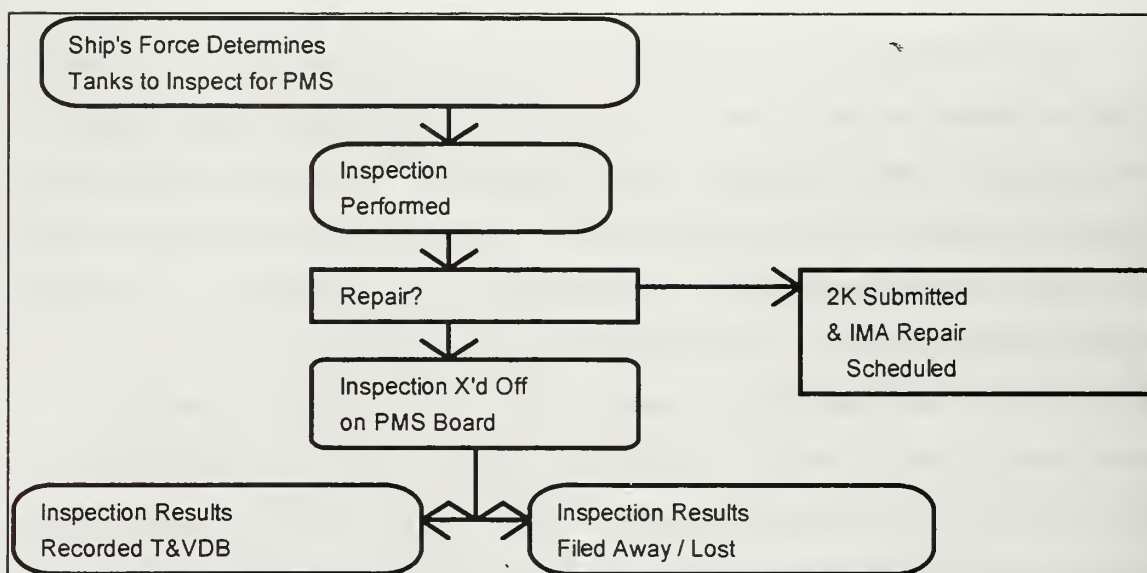 Ship's Force Determines
Tanks to Inspect for PMS
Inspection
Performed
Repair?
2K Submitted
& IMA Repair
Scheduled
Inspection X'd Off
on PMS Board
Inspection Results
Recorded T&VDB
Inspection Results
Filed Away / Lost